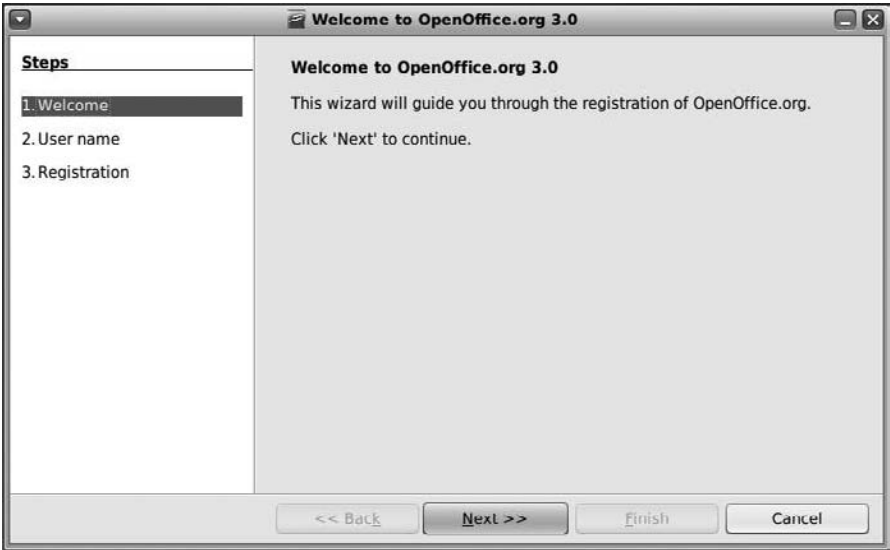 Welcome to OpenOffice.org 3.0
Steps
1. Welcome
2. User name
3. Registration
Welcome to OpenOffice.org 3.0
This wizard will guide you through the registration of OpenOffice.org.
Click 'Next' to continue.
<< Back
Next >>
Finish
Cancel